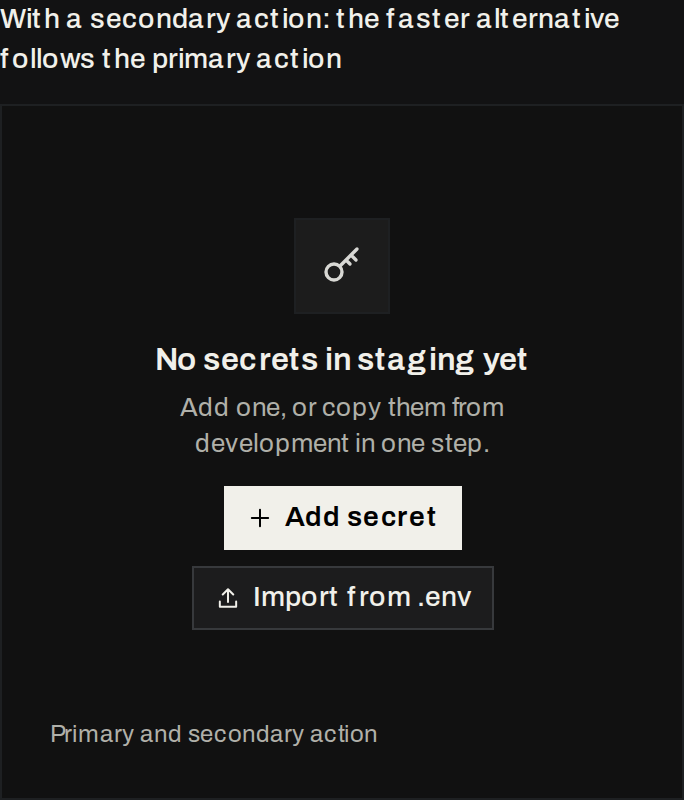 With a secondary action: the faster alternative
follows the primary action
No secrets in staging yet
Add one, or copy them from
development in one step.
Add secret
Import from .env
Primary and secondary action